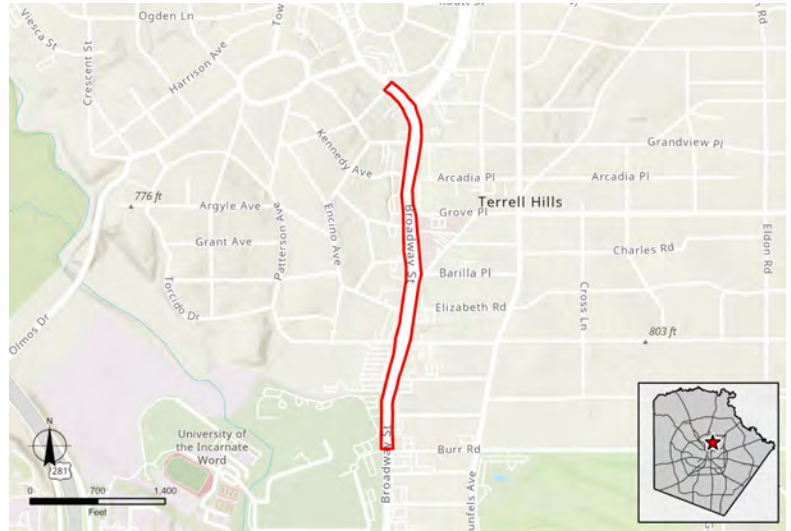 Ogden Ln
Viesca St
Crescent St
Harrison Ave
Rd
Kennedy Ave
Grandview Pl
Arcadia Pl
Arcadia Pl
776 ft
Argyle Ave
Terrell Hills
Grove Pl
Broadway St
Encino Ave
Patterson Ave
Grant Ave
Charles Rd
Eldon Rd
Barilla Pl
Torcido Dr
Elizabeth Rd
Cross Ln
Olmos Dr
803 ft
University of
the Incarnate
Word
Burr Rd
Broadway St
N
281
0 700 1,400
Feet